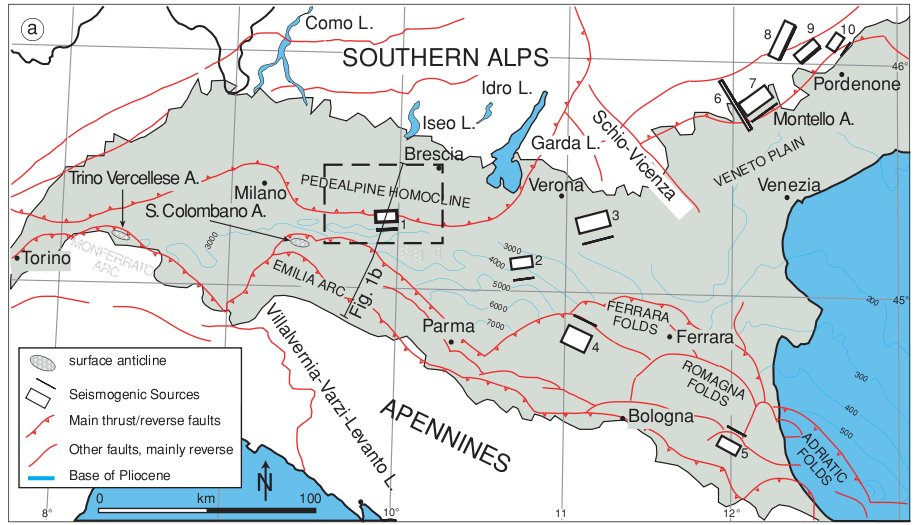 a
Como L.
SOUTHERN ALPS
Idro L.
Iseo L.
Garda L.
Schio-Vicenza
8
9
10
46°
Pordenone
7
6
Montello A.
VENETO PLAIN
Brescia
Verona
Venezia
Trino Vercellese A.
Milano
PEDEALPINE HOMOCLINE
S. Colombano A.
1
3
2
3000
3000
4000
5000
6000
7000
Torino
MONFERRATO
ARC
EMILIA ARC
Fig. 1b
45°
200
300
400
500
FERRARA
FOLDS
Parma
Ferrara
4
ROMAGNA
FOLDS
Villalvernia-Varzi-Levanto L.
APENNINES
Bologna
5
ADRIATIC
FOLDS
surface anticline
Seismogenic Sources
Main thrust/reverse faults
Other faults, mainly reverse
Base of Pliocene
N
0
km
100
8°
10°
11
12